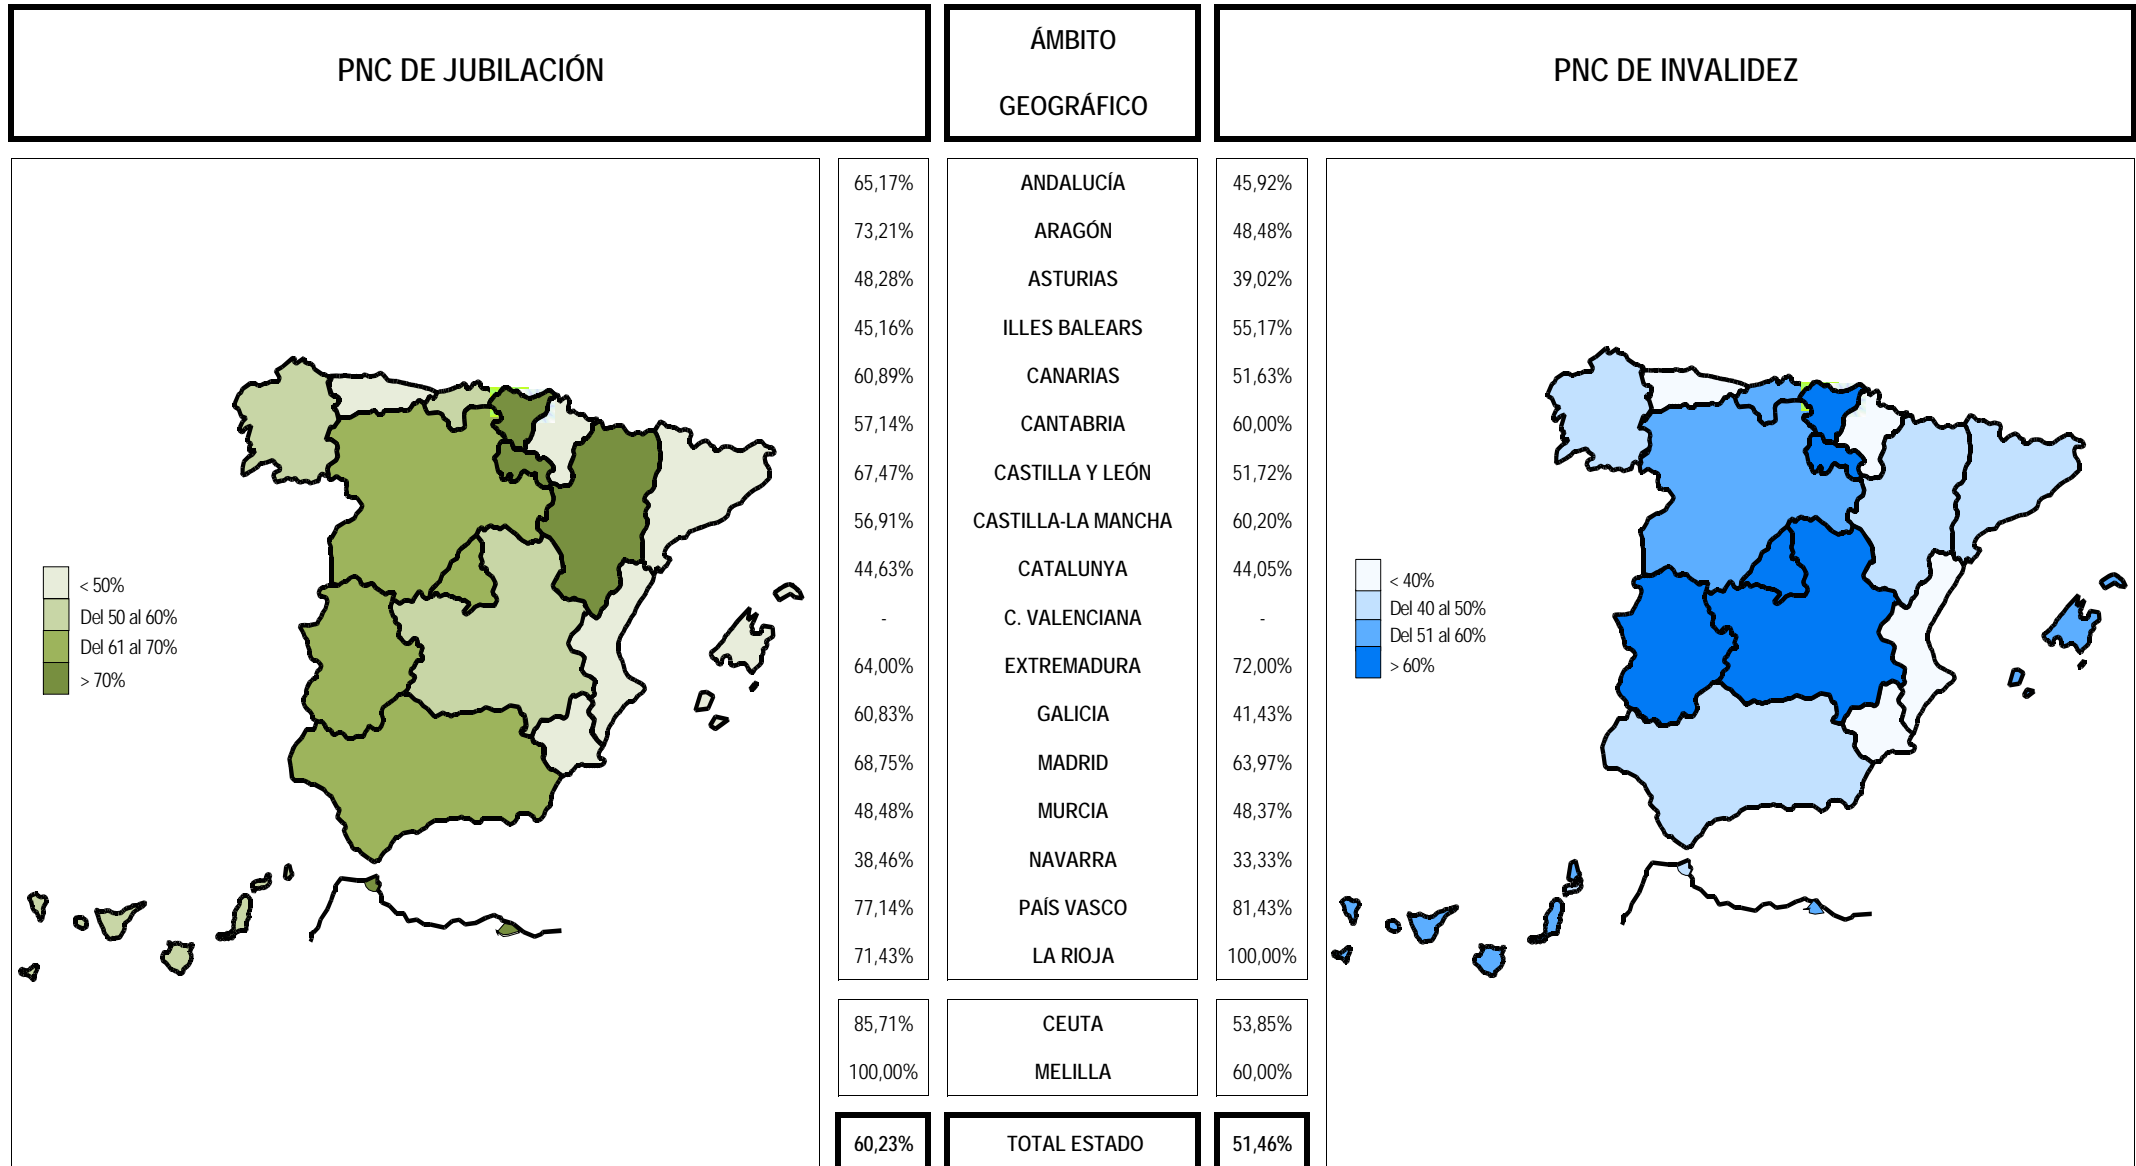 PNC DE JUBILACIÓN
ÁMBITO
GEOGRÁFICO
PNC DE INVALIDEZ
65,17% ANDALUCÍA 45,92%
73,21% ARAGÓN 48,48%
48,28% ASTURIAS 39,02%
45,16% ILLES BALEARS 55,17%
60,89% CANARIAS 51,63%
57,14% CANTABRIA 60,00%
67,47% CASTILLA Y LEÓN 51,72%
56,91% CASTILLA-LA MANCHA 60,20%
44,63% CATALUNYA 44,05%
- C. VALENCIANA -
64,00% EXTREMADURA 72,00%
60,83% GALICIA 41,43%
68,75% MADRID 63,97%
48,48% MURCIA 48,37%
38,46% NAVARRA 33,33%
77,14% PAÍS VASCO 81,43%
71,43% LA RIOJA 100,00%
85,71% CEUTA 53,85%
100,00% MELILLA 60,00%
60,23% TOTAL ESTADO 51,46%
< 50%
Del 50 al 60%
Del 61 al 70%
> 70%
< 40%
Del 40 al 50%
Del 51 al 60%
> 60%